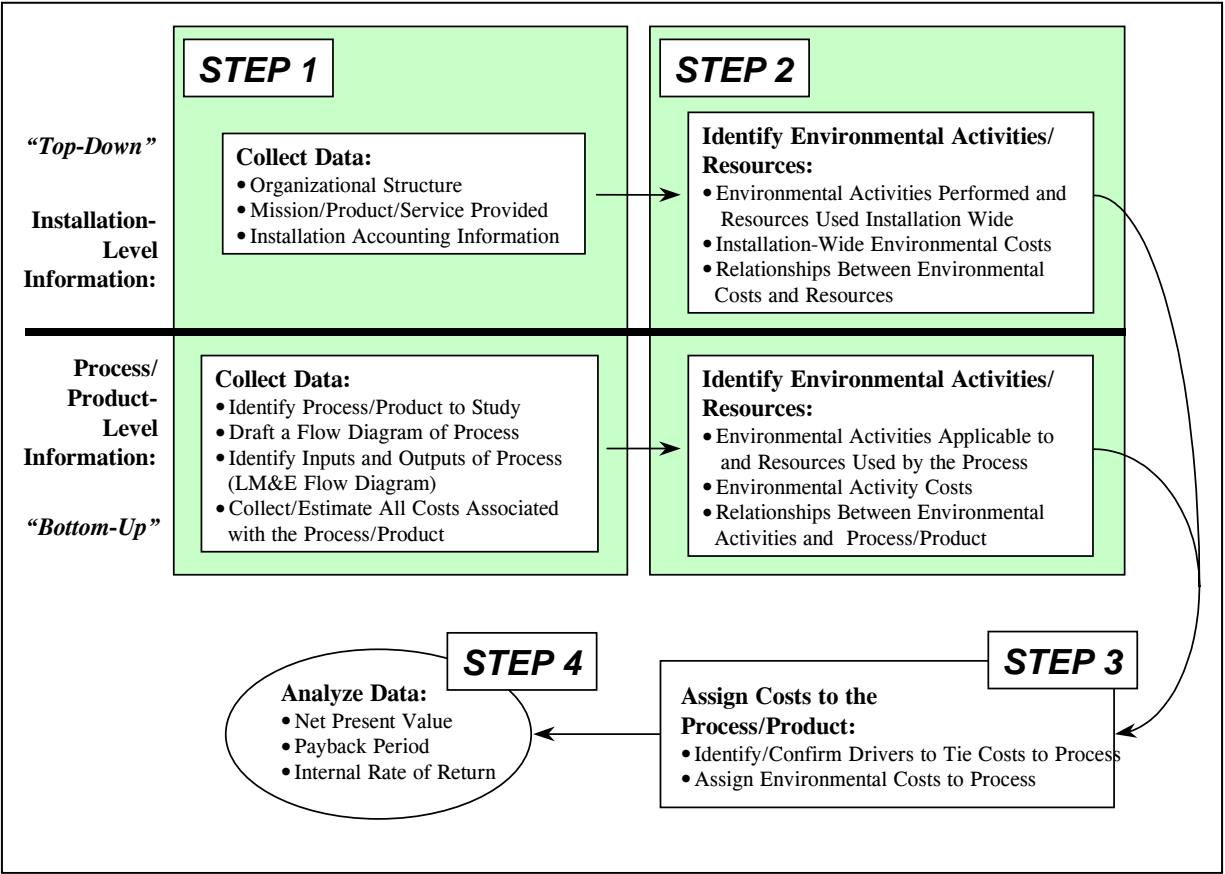 STEP 1
STEP 2
“Top-Down”
Installation-
Level
Information:
Collect Data:
• Organizational Structure
• Mission/Product/Service Provided
• Installation Accounting Information
Identify Environmental Activities/
Resources:
• Environmental Activities Performed and
Resources Used Installation Wide
• Installation-Wide Environmental Costs
• Relationships Between Environmental
Costs and Resources
Process/
Product-
Level
Information:
“Bottom-Up”
Collect Data:
• Identify Process/Product to Study
• Draft a Flow Diagram of Process
• Identify Inputs and Outputs of Process
(LM&E Flow Diagram)
• Collect/Estimate All Costs Associated
with the Process/Product
Identify Environmental Activities/
Resources:
• Environmental Activities Applicable to
and Resources Used by the Process
• Environmental Activity Costs
• Relationships Between Environmental
Activities and Process/Product
STEP 3
Assign Costs to the
Process/Product:
• Identify/Confirm Drivers to Tie Costs to Process
• Assign Environmental Costs to Process
STEP 4
Analyze Data:
• Net Present Value
• Payback Period
• Internal Rate of Return